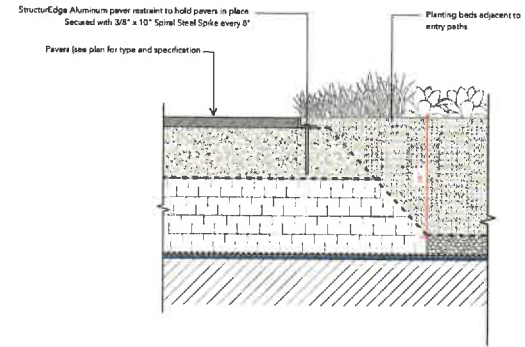 StructurEdge Aluminum paver restraint to hold pavers in place
Secured with 3/8" x 10" Spiral Steel Spike every 8"
Pavers (see plan for type and specification
Planting beds adjacent to
entry paths